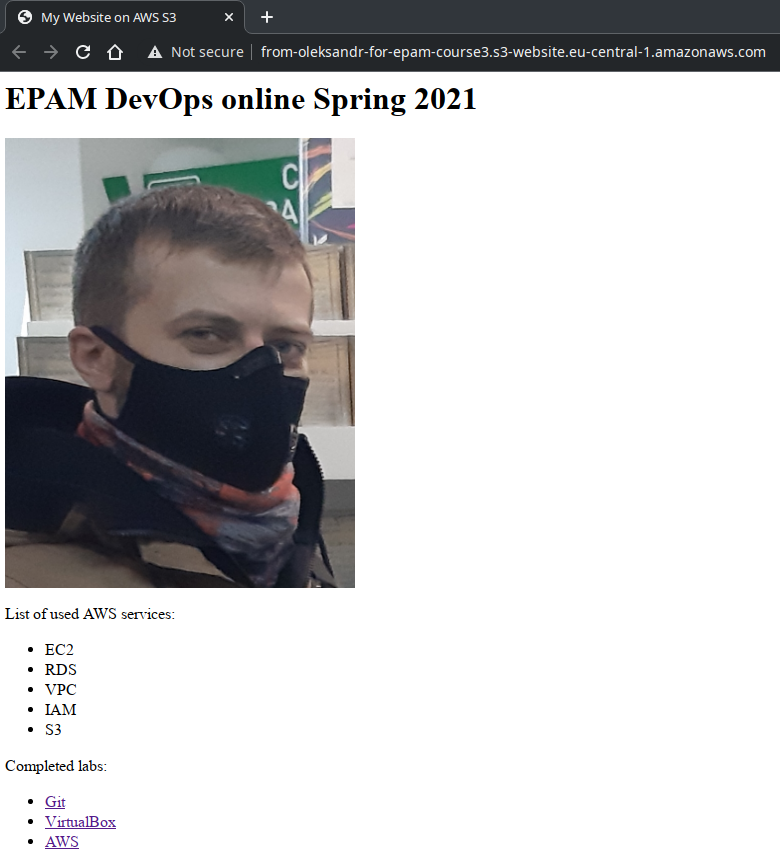 My Website on AWS S3
Not secure from-oleksandr-for-epam-course3.s3-website.eu-central-1.amazonaws.com
EPAM DevOps online Spring 2021
C
ЗА
List of used AWS services:
EC2
RDS
VPC
IAM
S3
Completed labs:
Git
VirtualBox
AWS